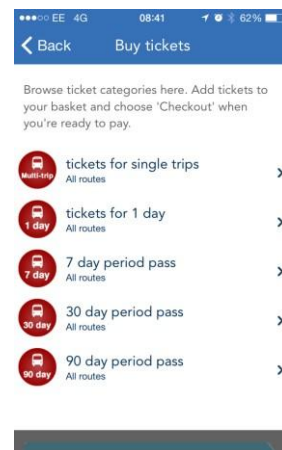 EE 4G 08:41 62%
Back Buy tickets
Browse ticket categories here. Add tickets to
your basket and choose 'Checkout' when
you're ready to pay.
Multi-trip tickets for single trips
All routes
1 day tickets for 1 day
All routes
7 day 7 day period pass
All routes
30 day 30 day period pass
All routes
90 day 90 day period pass
All routes